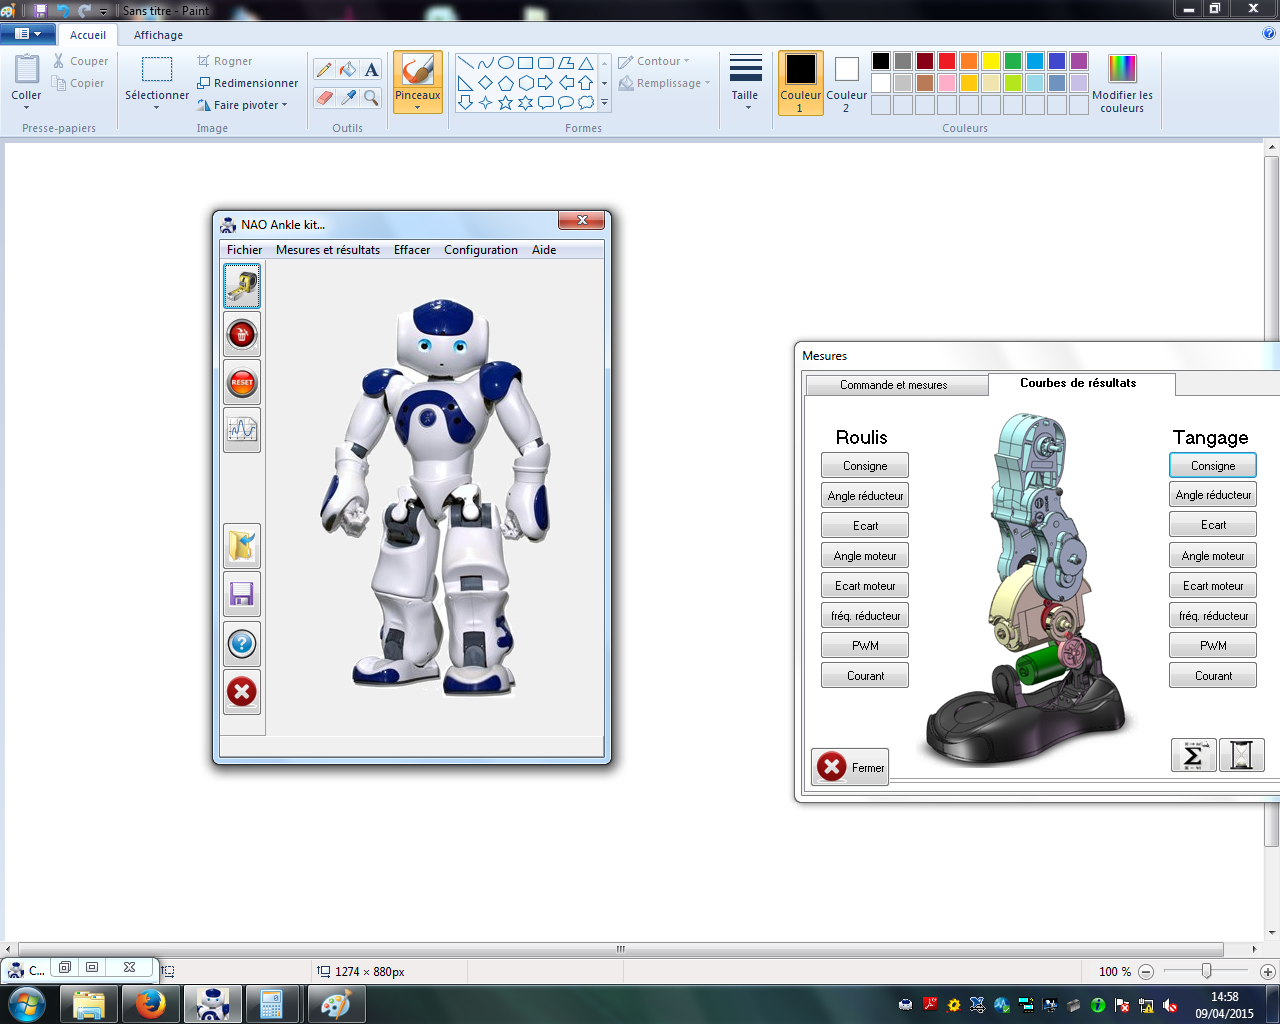 Sans titre - Paint
Accueil
Affichage
Coller
Couper
Copier
Presse-papiers
Sélectionner
Rogner
Redimensionner
Faire pivoter
Image
A
Outils
Pinceaux
Contour
Remplissage
Formes
Taille
Couleur 1
Couleur 2
Modifier les couleurs
Couleurs
NAO Ankle kit...
Fichier Mesures et résultats Effacer Configuration Aide
RESET
Mesures
Commande et mesures
Courbes de résultats
Roulis
Consigne
Angle réducteur
Ecart
Angle moteur
Ecart moteur
fréq. réducteur
PWM
Courant
Tangage
Consigne
Angle réducteur
Ecart
Angle moteur
Ecart moteur
fréq. réducteur
PWM
Courant
Fermer
Σ
C...
1274 × 880px
100 %
14:58
09/04/2015